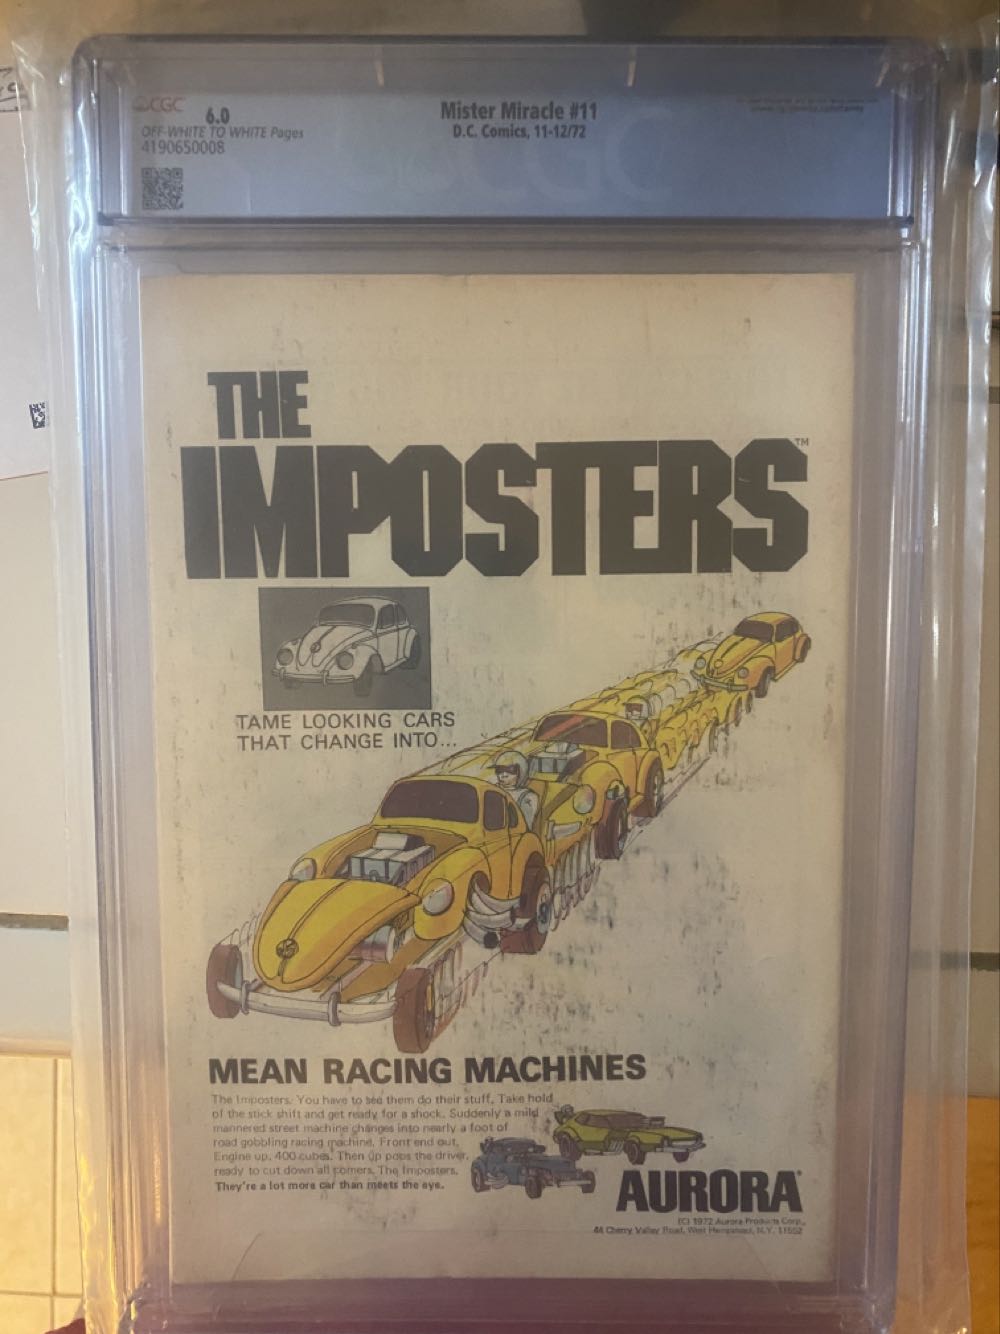 CGC
6.0
OFF-WHITE TO WHITE Pages
4190650008
Mister Miracle #11
D.C. Comics, 11-12/72
CGC
THE
IMPOSTERS™
TAME LOOKING CARS
THAT CHANGE INTO...
MEAN RACING MACHINES
The Imposters. You have to see them do their stuff. Take hold
of the stick shift and get ready for a shock. Suddenly a mild
mannered street machine changes into nearly a foot of
road gobbling racing machine. Front end out.
Engine up. 400 cubes. Then up pops the driver,
ready to cut down all comers. The Imposters.
They're a lot more car than meets the eye.
AURORA®
(C) 1972 Aurora Products Corp.,
44 Cherry Valley Road, West Hempstead, N.Y. 11552